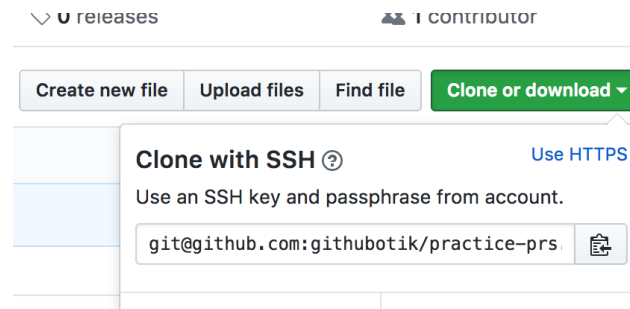 0 releases
1 contributor
Create new file
Upload files
Find file
Clone or download
Clone with SSH
Use HTTPS
Use an SSH key and passphrase from account.
git@github.com:githubotik/practice-prs.